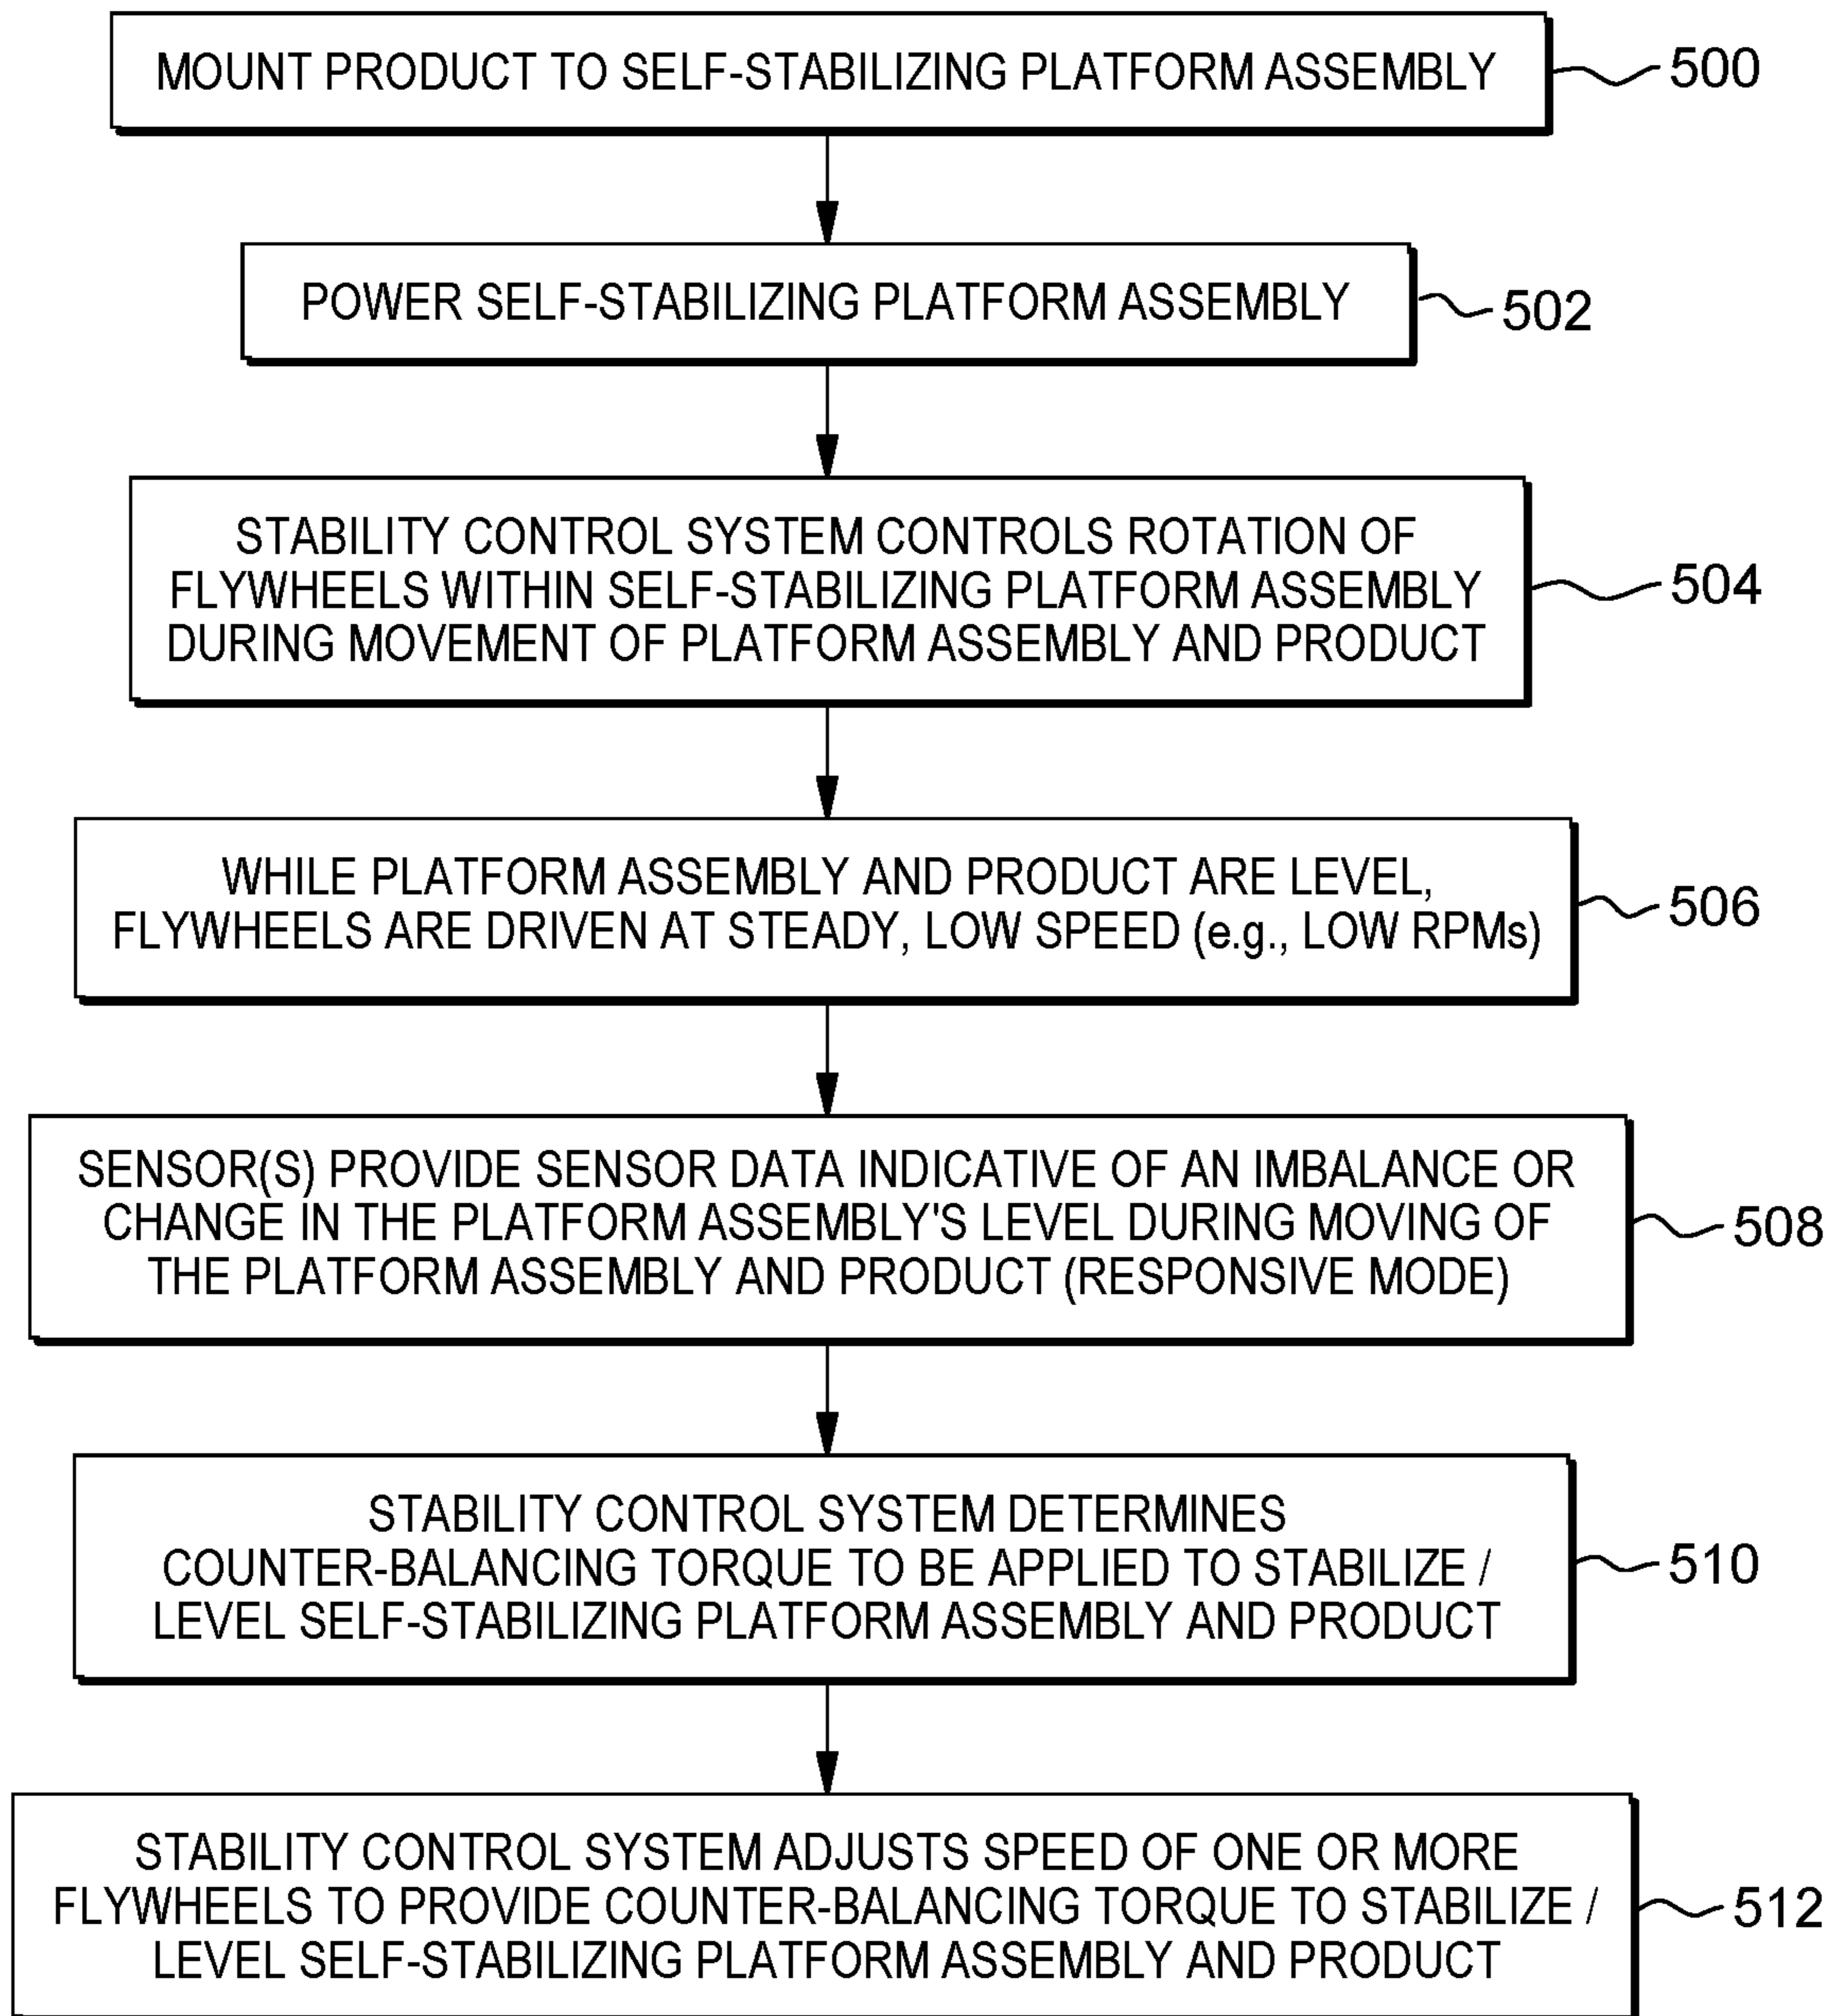 MOUNT PRODUCT TO SELF-STABILIZING PLATFORM ASSEMBLY
500
POWER SELF-STABILIZING PLATFORM ASSEMBLY
502
STABILITY CONTROL SYSTEM CONTROLS ROTATION OF
FLYWHEELS WITHIN SELF-STABILIZING PLATFORM ASSEMBLY
DURING MOVEMENT OF PLATFORM ASSEMBLY AND PRODUCT
504
WHILE PLATFORM ASSEMBLY AND PRODUCT ARE LEVEL,
FLYWHEELS ARE DRIVEN AT STEADY, LOW SPEED (e.g., LOW RPMs)
506
SENSOR(S) PROVIDE SENSOR DATA INDICATIVE OF AN IMBALANCE OR
CHANGE IN THE PLATFORM ASSEMBLY'S LEVEL DURING MOVING OF
THE PLATFORM ASSEMBLY AND PRODUCT (RESPONSIVE MODE)
508
STABILITY CONTROL SYSTEM DETERMINES
COUNTER-BALANCING TORQUE TO BE APPLIED TO STABILIZE /
LEVEL SELF-STABILIZING PLATFORM ASSEMBLY AND PRODUCT
510
STABILITY CONTROL SYSTEM ADJUSTS SPEED OF ONE OR MORE
FLYWHEELS TO PROVIDE COUNTER-BALANCING TORQUE TO STABILIZE /
LEVEL SELF-STABILIZING PLATFORM ASSEMBLY AND PRODUCT
512